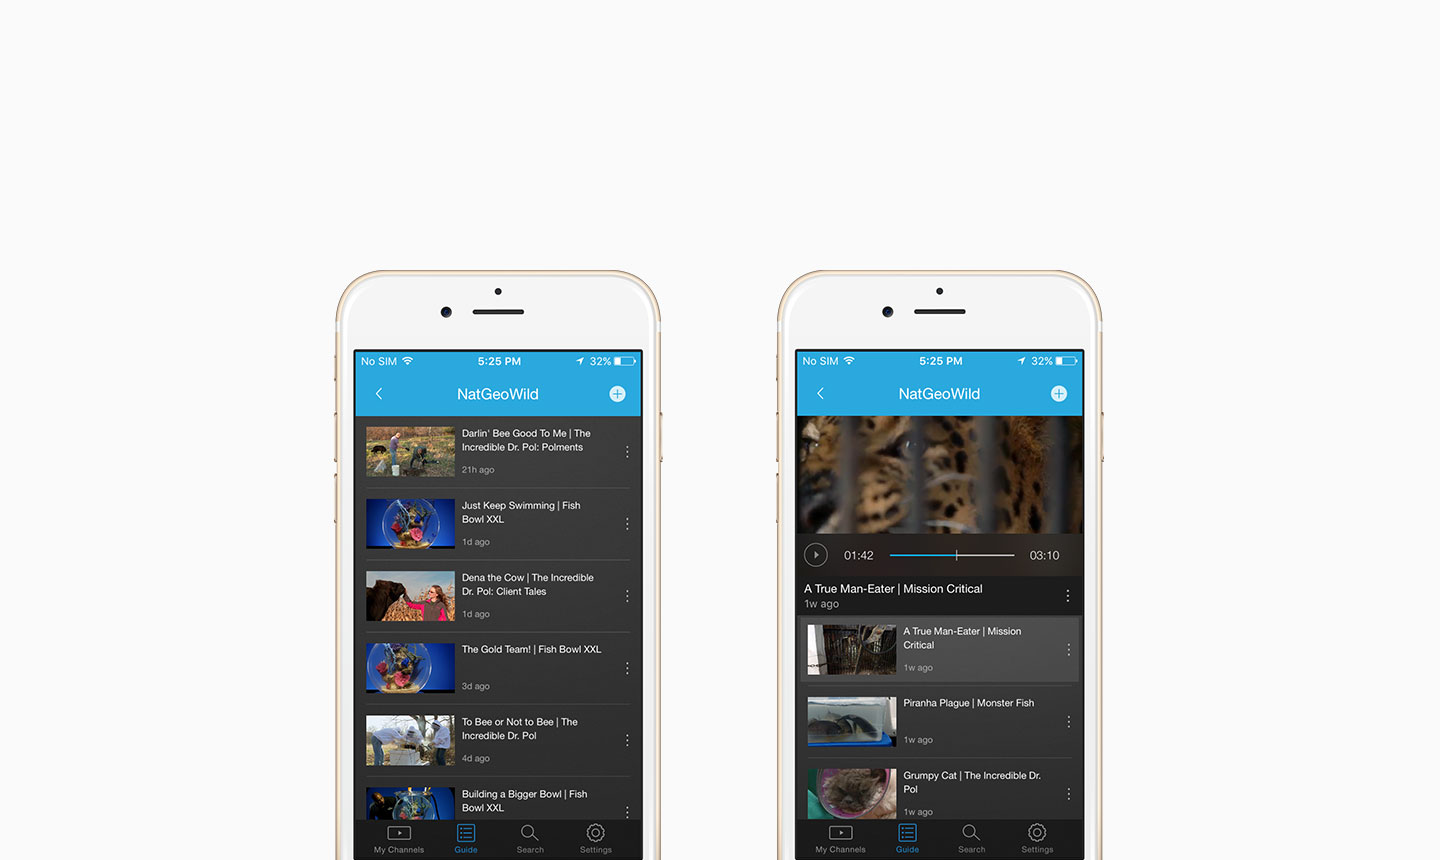 No SIM 5:25 PM 32%
NatGeoWild
Darlin' Bee Good To Me | The
Incredible Dr. Pol: Polments
21h ago
Just Keep Swimming | Fish
Bowl XXL
1d ago
Dena the Cow | The Incredible
Dr. Pol: Client Tales
1d ago
The Gold Team! | Fish Bowl XXL
3d ago
To Bee or Not to Bee | The
Incredible Dr. Pol
4d ago
Building a Bigger Bowl | Fish
Bowl XXL
My Channels Guide Search Settings
No SIM 5:25 PM 32%
NatGeoWild
01:42 03:10
A True Man-Eater | Mission Critical
1w ago
A True Man-Eater | Mission
Critical
1w ago
Piranha Plague | Monster Fish
1w ago
Grumpy Cat | The Incredible Dr.
Pol
1w ago
My Channels Guide Search Settings